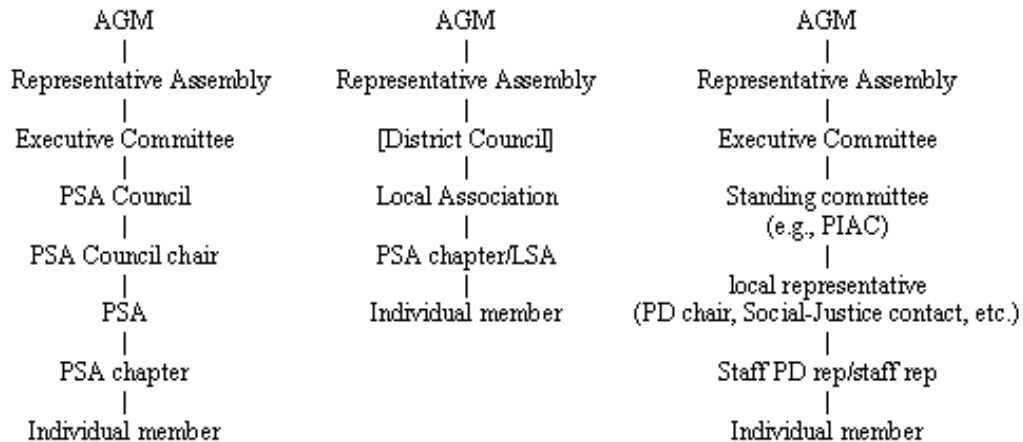 AGM
Representative Assembly
Executive Committee
PSA Council
PSA Council chair
PSA
PSA chapter
Individual member
AGM
Representative Assembly
[District Council]
Local Association
PSA chapter/LSA
Individual member
AGM
Representative Assembly
Executive Committee
Standing committee
(e.g., PIAC)
local representative
(PD chair, Social-Justice contact, etc.)
Staff PD rep/staff rep
Individual member